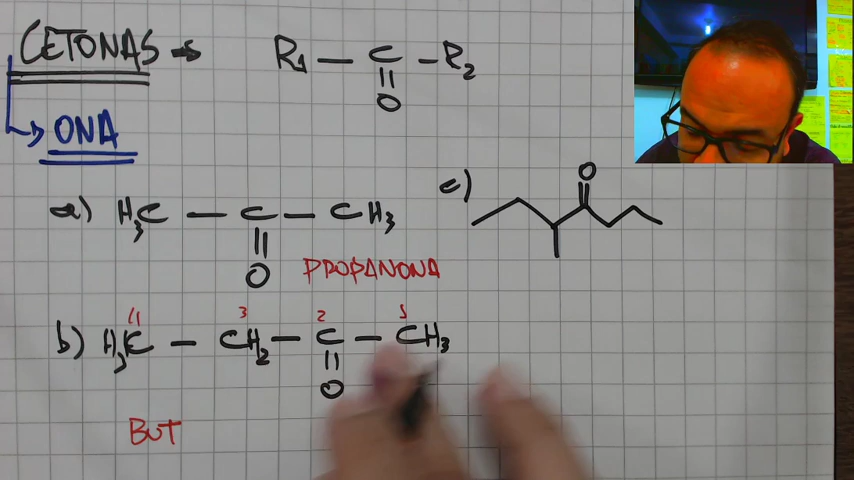 CETONAS → R1 — C — R2
O
ONA
a) H3C — C — CH3
O
PROPANONA
c) O
4 3 2 1
b) H3C — CH2 — C — CH3
O
BUT